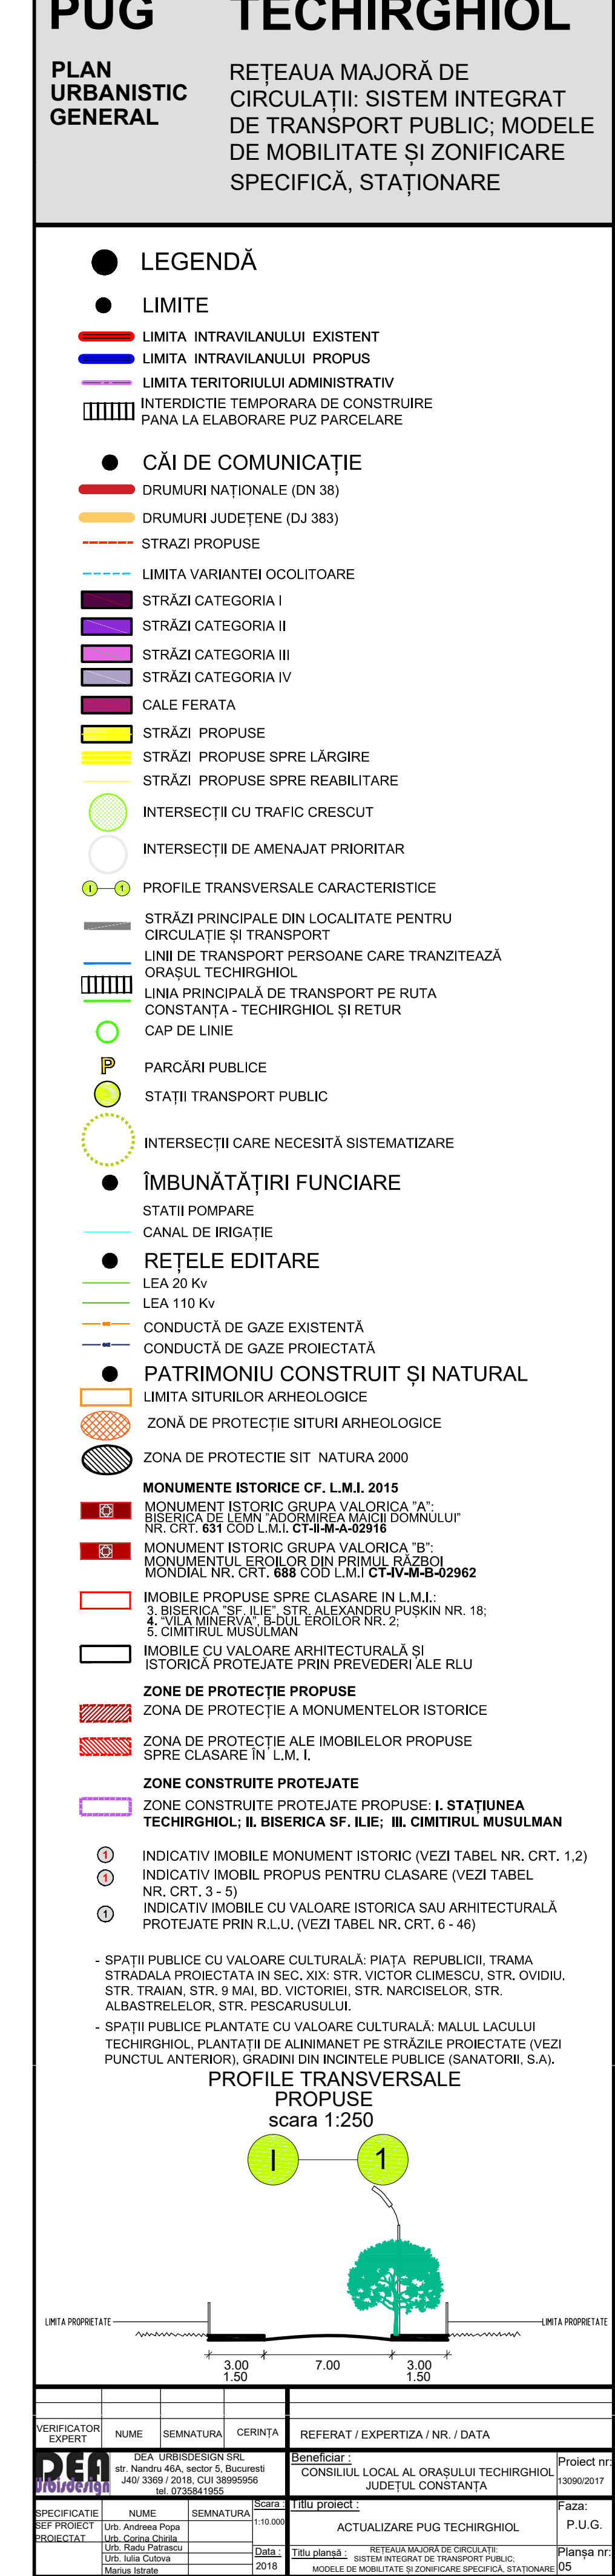 PUG TECHIRGHIOL
PLAN
URBANISTIC
GENERAL
REȚEAUA MAJORĂ DE
CIRCULAȚII: SISTEM INTEGRAT
DE TRANSPORT PUBLIC; MODELE
DE MOBILITATE ȘI ZONIFICARE
SPECIFICĂ, STAȚIONARE
LEGENDĂ
LIMITE
LIMITA INTRAVILANULUI EXISTENT
LIMITA INTRAVILANULUI PROPUS
LIMITA TERITORIULUI ADMINISTRATIV
INTERDICTIE TEMPORARA DE CONSTRUIRE
PANA LA ELABORARE PUZ PARCELARE
CĂI DE COMUNICAȚIE
DRUMURI NAȚIONALE (DN 38)
DRUMURI JUDEȚENE (DJ 383)
STRAZI PROPUSE
LIMITA VARIANTEI OCOLITOARE
STRĂZI CATEGORIA I
STRĂZI CATEGORIA II
STRĂZI CATEGORIA III
STRĂZI CATEGORIA IV
CALE FERATA
STRĂZI PROPUSE
STRĂZI PROPUSE SPRE LĂRGIRE
STRĂZI PROPUSE SPRE REABILITARE
INTERSECȚII CU TRAFIC CRESCUT
INTERSECȚII DE AMENAJAT PRIORITAR
I 1 PROFILE TRANSVERSALE CARACTERISTICE
STRĂZI PRINCIPALE DIN LOCALITATE PENTRU
CIRCULAȚIE ȘI TRANSPORT
LINII DE TRANSPORT PERSOANE CARE TRANZITEAZĂ
ORAȘUL TECHIRGHIOL
LINIA PRINCIPALĂ DE TRANSPORT PE RUTA
CONSTANȚA - TECHIRGHIOL ȘI RETUR
CAP DE LINIE
P PARCĂRI PUBLICE
STAȚII TRANSPORT PUBLIC
INTERSECȚII CARE NECESITĂ SISTEMATIZARE
ÎMBUNĂTĂȚIRI FUNCIARE
STATII POMPARE
CANAL DE IRIGAȚIE
REȚELE EDITARE
LEA 20 Kv
LEA 110 Kv
CONDUCTĂ DE GAZE EXISTENTĂ
CONDUCTĂ DE GAZE PROIECTATĂ
PATRIMONIU CONSTRUIT ȘI NATURAL
LIMITA SITURILOR ARHEOLOGICE
ZONĂ DE PROTECȚIE SITURI ARHEOLOGICE
ZONA DE PROTECTIE SIT NATURA 2000
MONUMENTE ISTORICE CF. L.M.I. 2015
MONUMENT ISTORIC GRUPA VALORICA "A":
BISERICA DE LEMN "ADORMIREA MAICII DOMNULUI"
NR. CRT. 631 COD L.M.I. CT-II-M-A-02916
MONUMENT ISTORIC GRUPA VALORICA "B":
MONUMENTUL EROILOR DIN PRIMUL RĂZBOI
MONDIAL NR. CRT. 688 COD L.M.I CT-IV-M-B-02962
IMOBILE PROPUSE SPRE CLASARE IN L.M.I.:
3. BISERICA "SF. ILIE", STR. ALEXANDRU PUȘKIN NR. 18;
4. "VILA MINERVA", B-DUL EROILOR NR. 2;
5. CIMITIRUL MUSULMAN
IMOBILE CU VALOARE ARHITECTURALĂ ȘI
ISTORICĂ PROTEJATE PRIN PREVEDERI ALE RLU
ZONE DE PROTECȚIE PROPUSE
ZONA DE PROTECȚIE A MONUMENTELOR ISTORICE
ZONA DE PROTECȚIE ALE IMOBILELOR PROPUSE
SPRE CLASARE ÎN L.M. I.
ZONE CONSTRUITE PROTEJATE
ZONE CONSTRUITE PROTEJATE PROPUSE: I. STAȚIUNEA
TECHIRGHIOL; II. BISERICA SF. ILIE; III. CIMITIRUL MUSULMAN
1 INDICATIV IMOBILE MONUMENT ISTORIC (VEZI TABEL NR. CRT. 1,2)
1 INDICATIV IMOBIL PROPUS PENTRU CLASARE (VEZI TABEL
NR. CRT. 3 - 5)
1 INDICATIV IMOBILE CU VALOARE ISTORICA SAU ARHITECTURALĂ
PROTEJATE PRIN R.L.U. (VEZI TABEL NR. CRT. 6 - 46)
- SPAȚII PUBLICE CU VALOARE CULTURALĂ: PIAȚA REPUBLICII, TRAMA
STRADALA PROIECTATA IN SEC. XIX: STR. VICTOR CLIMESCU, STR. OVIDIU.
STR. TRAIAN, STR. 9 MAI, BD. VICTORIEI, STR. NARCISELOR, STR.
ALBASTRELELOR, STR. PESCARUSULUI.
- SPAȚII PUBLICE PLANTATE CU VALOARE CULTURALĂ: MALUL LACULUI
TECHIRGHIOL, PLANTAȚII DE ALINIMANET PE STRĂZILE PROIECTATE (VEZI
PUNCTUL ANTERIOR), GRADINI DIN INCINTELE PUBLICE (SANATORII, S.A).
PROFILE TRANSVERSALE
PROPUSE
scara 1:250
I 1
LIMITA PROPRIETATE LIMITA PROPRIETATE
3.00 7.00 3.00
1.50 1.50
VERIFICATOR
EXPERT
NUME SEMNATURA CERINȚA REFERAT / EXPERTIZA / NR. / DATA
DEA
Urbisdesign
DEA URBISDESIGN SRL
str. Nandru 46A, sector 5, Bucuresti
J40/ 3369 / 2018, CUI 38995956
tel. 0735841955
Beneficiar :
CONSILIUL LOCAL AL ORAȘULUI TECHIRGHIOL
JUDEȚUL CONSTANȚA
Proiect nr:
13090/2017
SPECIFICATIE NUME SEMNATURA
Scara :
1:10.000
Titlu proiect :
ACTUALIZARE PUG TECHIRGHIOL
Faza:
P.U.G.
SEF PROIECT Urb. Andreea Popa
PROIECTAT Urb. Corina Chirila
Urb. Radu Patrascu
Urb. Iulia Cutova
Marius Istrate
Data :
2018
Titlu planșă :
REȚEAUA MAJORĂ DE CIRCULAȚII:
SISTEM INTEGRAT DE TRANSPORT PUBLIC;
MODELE DE MOBILITATE ȘI ZONIFICARE SPECIFICĂ, STAȚIONARE
Planșa nr:
05
05